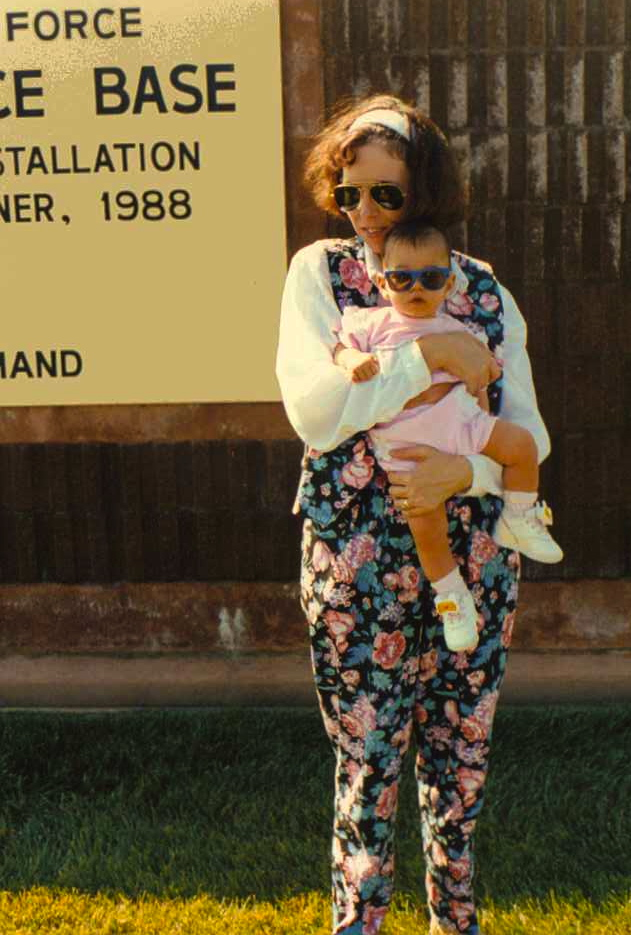 FORCE
CE BASE
STALLATION
NER, 1988
MAND